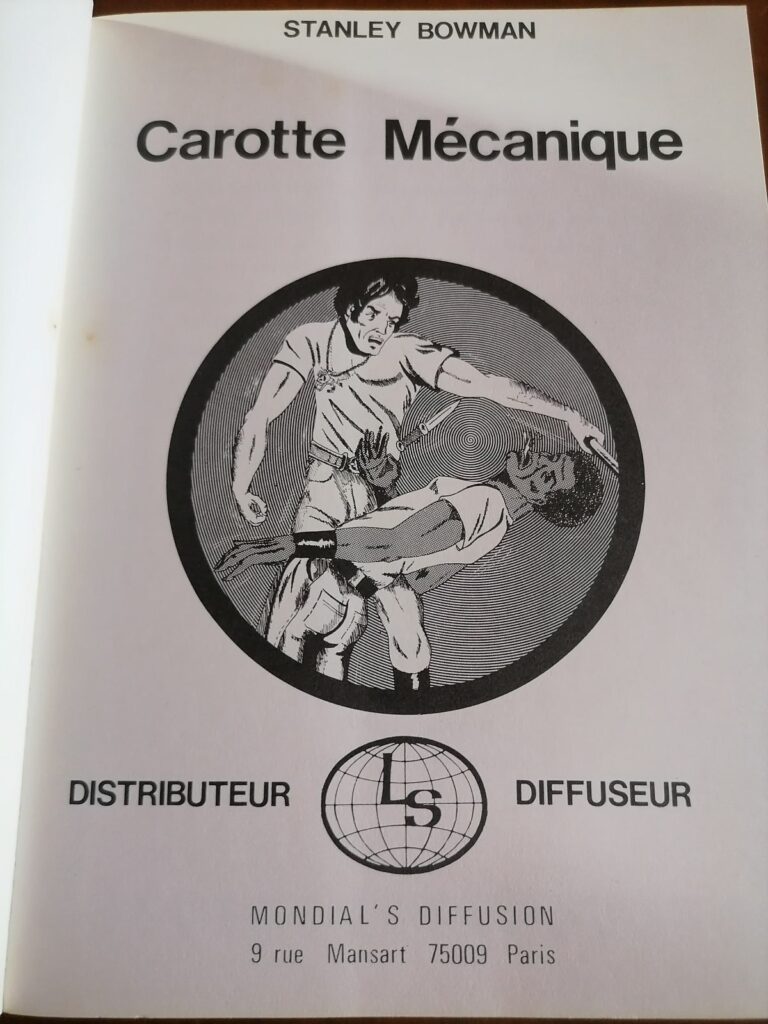 STANLEY BOWMAN
Carotte Mécanique
DISTRIBUTEUR
LS
DIFFUSEUR
MONDIAL'S DIFFUSION
9 rue Mansart 75009 Paris